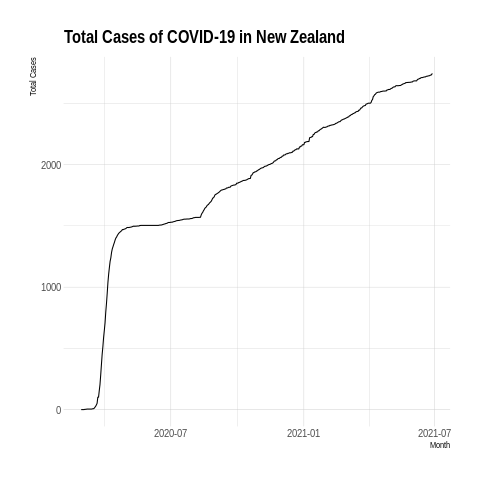 Total Cases of COVID-19 in New Zealand
Total Cases
2000
1000
0
2020-07
2021-01
2021-07
Month